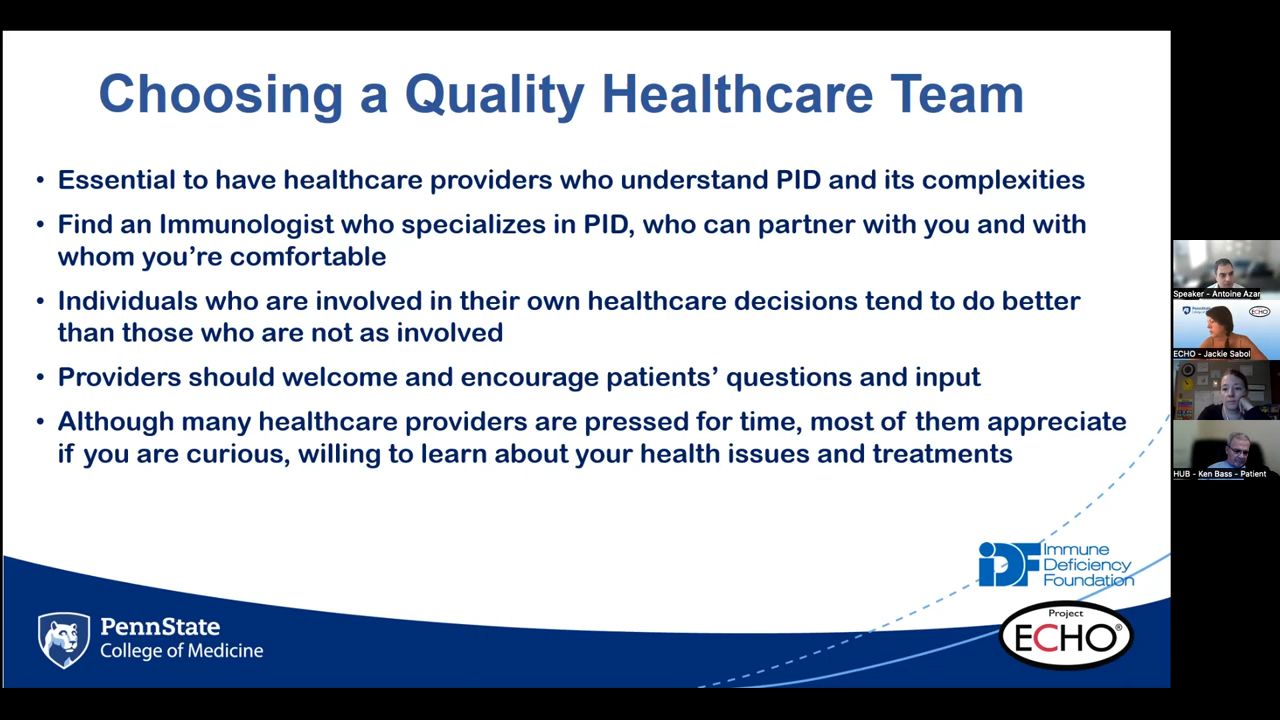 Choosing a Quality Healthcare Team
• Essential to have healthcare providers who understand PID and its complexities
• Find an Immunologist who specializes in PID, who can partner with you and with
whom you're comfortable
• Individuals who are involved in their own healthcare decisions tend to do better
than those who are not as involved
• Providers should welcome and encourage patients' questions and input
• Although many healthcare providers are pressed for time, most of them appreciate
if you are curious, willing to learn about your health issues and treatments
iDF Immune
Deficiency
Foundation
PennState
College of Medicine
Project
ECHO®
Speaker - Antoine Azar
PennState
ECHO
ECHO - Jackie Sabol
HUB - Ken Bass - Patient